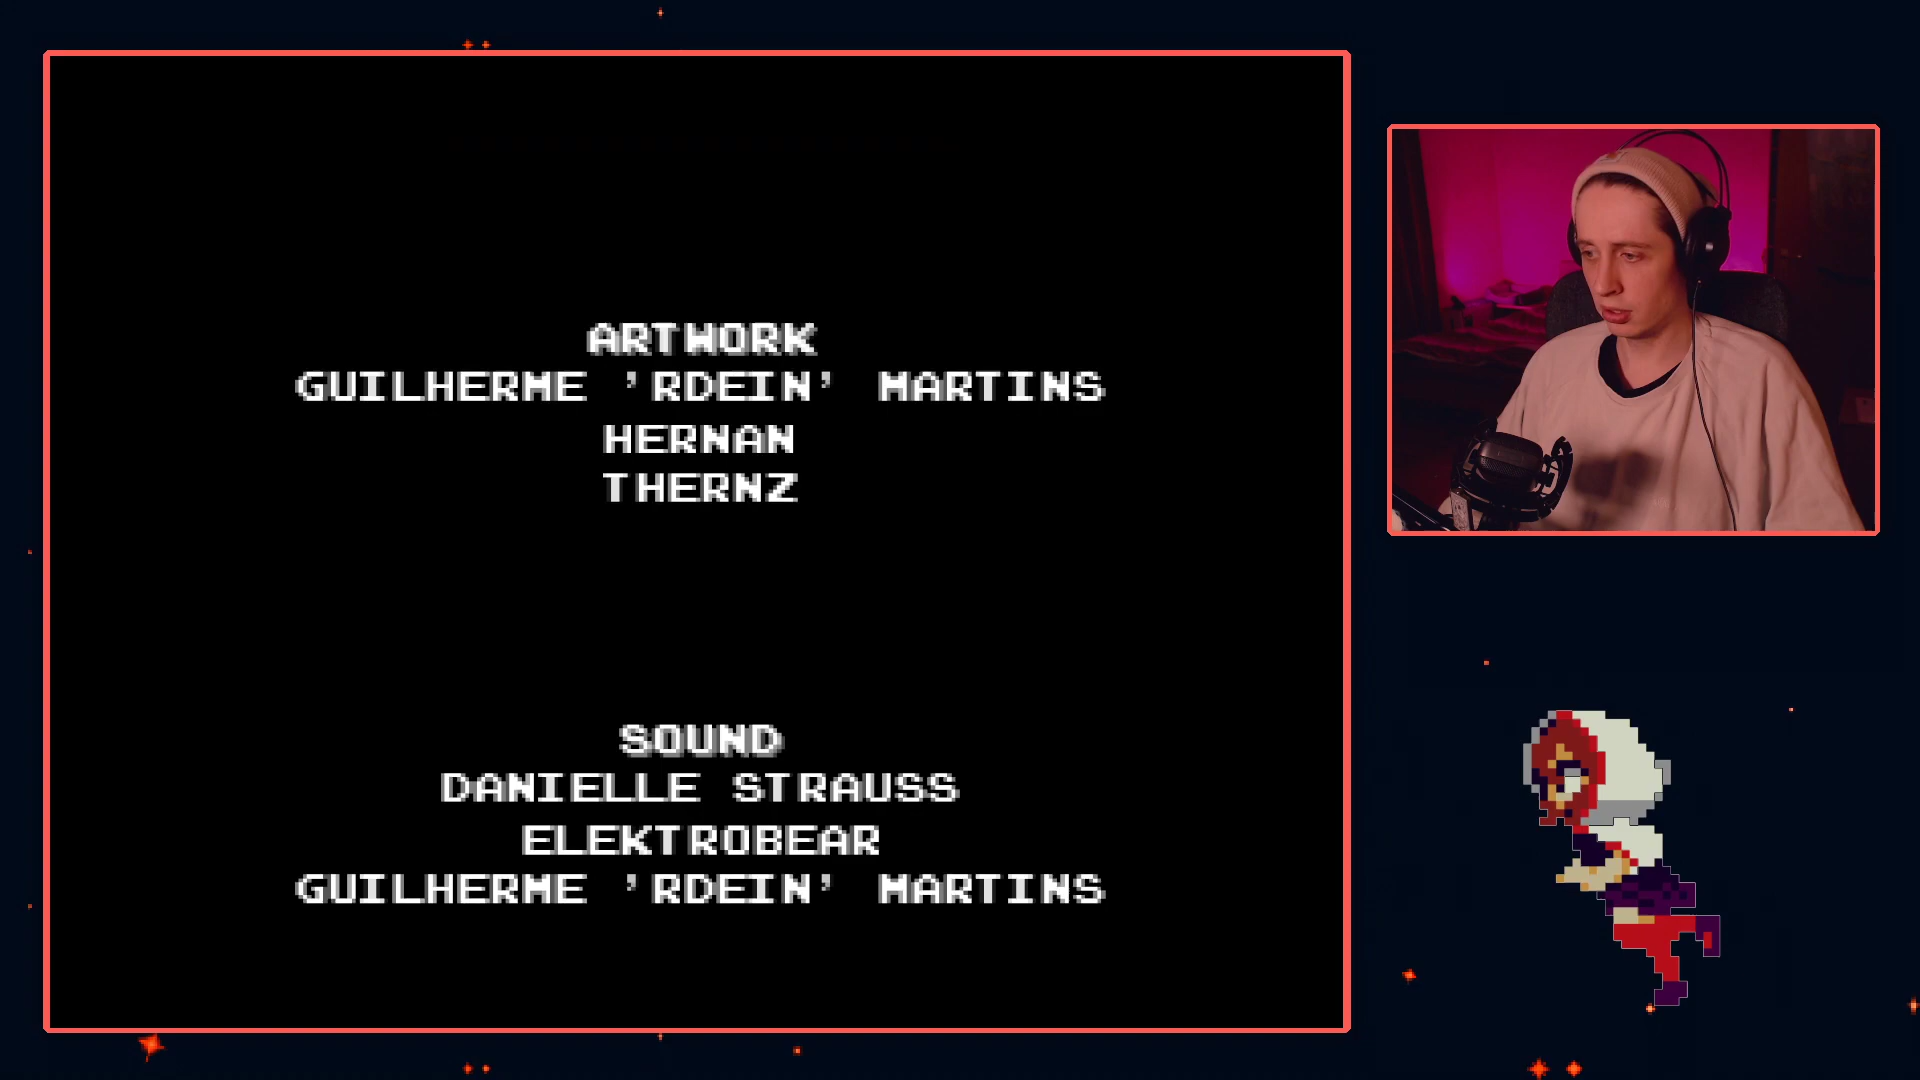 ARTWORK
GUILHERME 'RDEIN' MARTINS
HERNAN
THERNZ
SOUND
DANIELLE STRAUSS
ELEKTROBEAR
GUILHERME 'RDEIN' MARTINS